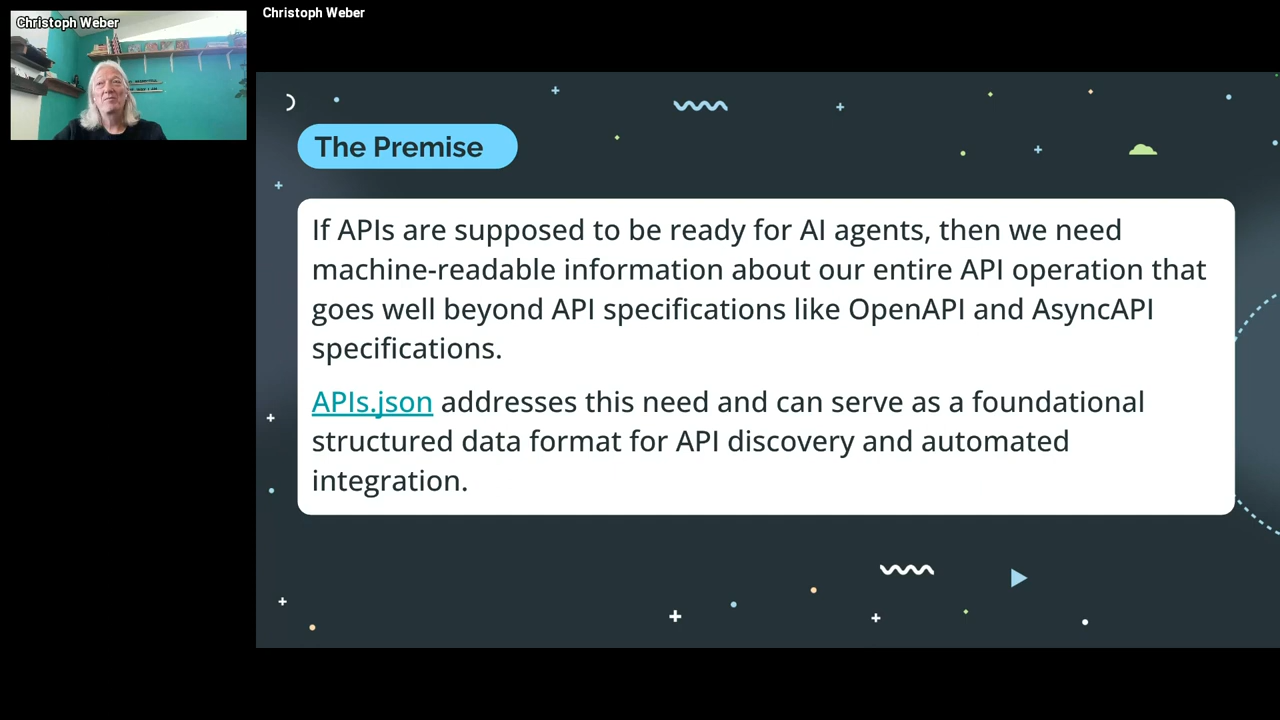 Christoph Weber
Christoph Weber
The Premise
If APIs are supposed to be ready for AI agents, then we need
machine-readable information about our entire API operation that
goes well beyond API specifications like OpenAPI and AsyncAPI
specifications.
APIs.json addresses this need and can serve as a foundational
structured data format for API discovery and automated
integration.